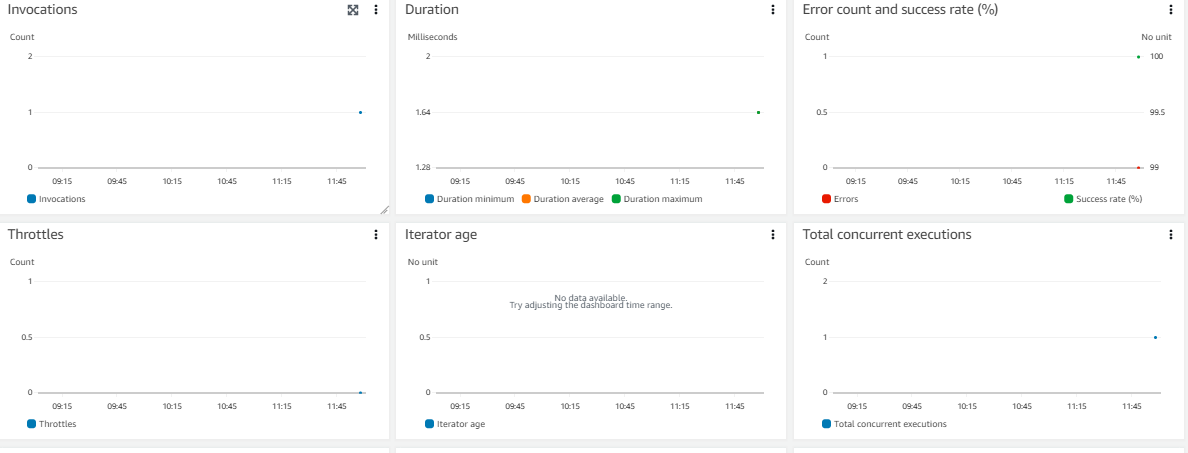 Invocations
Count
2
1
0
09:15 09:45 10:15 10:45 11:15 11:45
Invocations
Duration
Milliseconds
2
1.64
1.28
09:15 09:45 10:15 10:45 11:15 11:45
Duration minimum Duration average Duration maximum
Error count and success rate (%)
Count No unit
1 100
0.5 99.5
0 99
09:15 09:45 10:15 10:45 11:15 11:45
Errors Success rate (%)
Throttles
Count
1
0.5
0
09:15 09:45 10:15 10:45 11:15 11:45
Throttles
Iterator age
No unit
1
No data available.
Try adjusting the dashboard time range.
0.5
0
09:15 09:45 10:15 10:45 11:15 11:45
Iterator age
Total concurrent executions
Count
2
1
0
09:15 09:45 10:15 10:45 11:15 11:45
Total concurrent executions